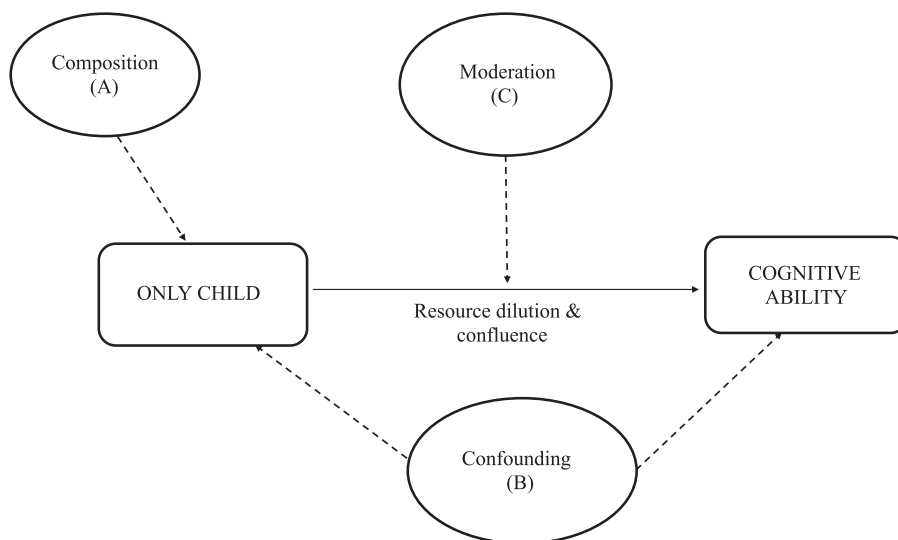 Composition
(A)
Moderation
(C)
ONLY CHILD
Resource dilution &
confluence
COGNITIVE
ABILITY
Confounding
(B)